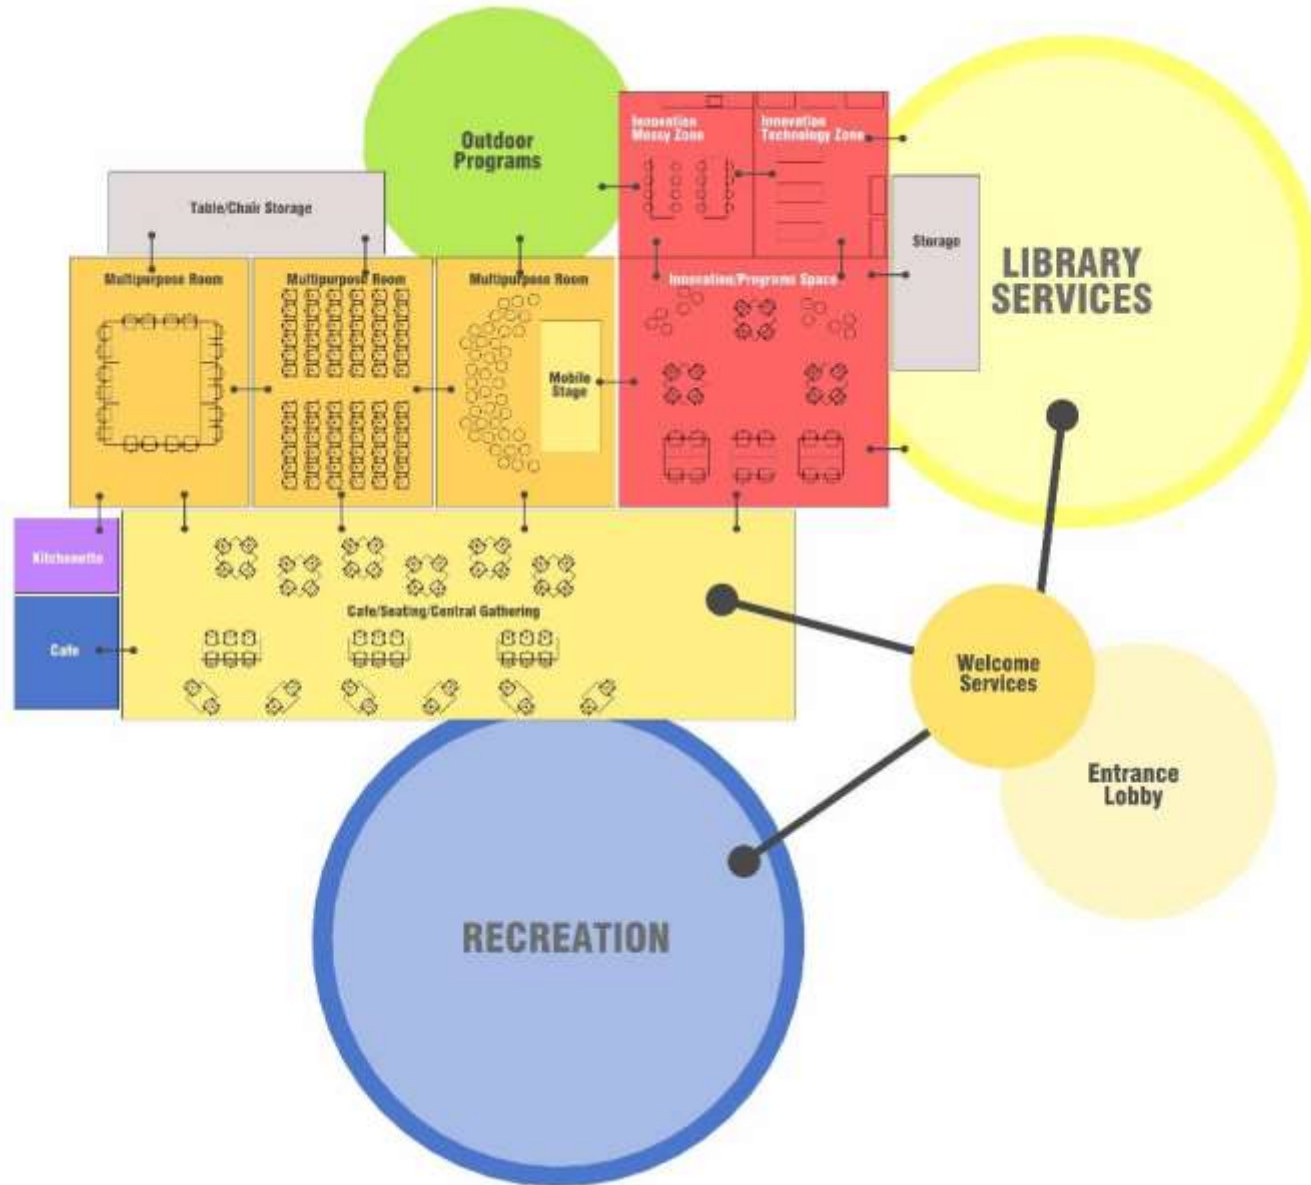 Outdoor
Programs
Innovation
Messy Zone
Innovation
Technology Zone
Table/Chair Storage
Storage
LIBRARY
SERVICES
Multipurpose Room
Multipurpose Room
Multipurpose Room
Innovation/Programs Space
Mobile
Stage
Kitchenette
Cafe/Seating/Central Gathering
Cafe
Welcome
Services
Entrance
Lobby
RECREATION